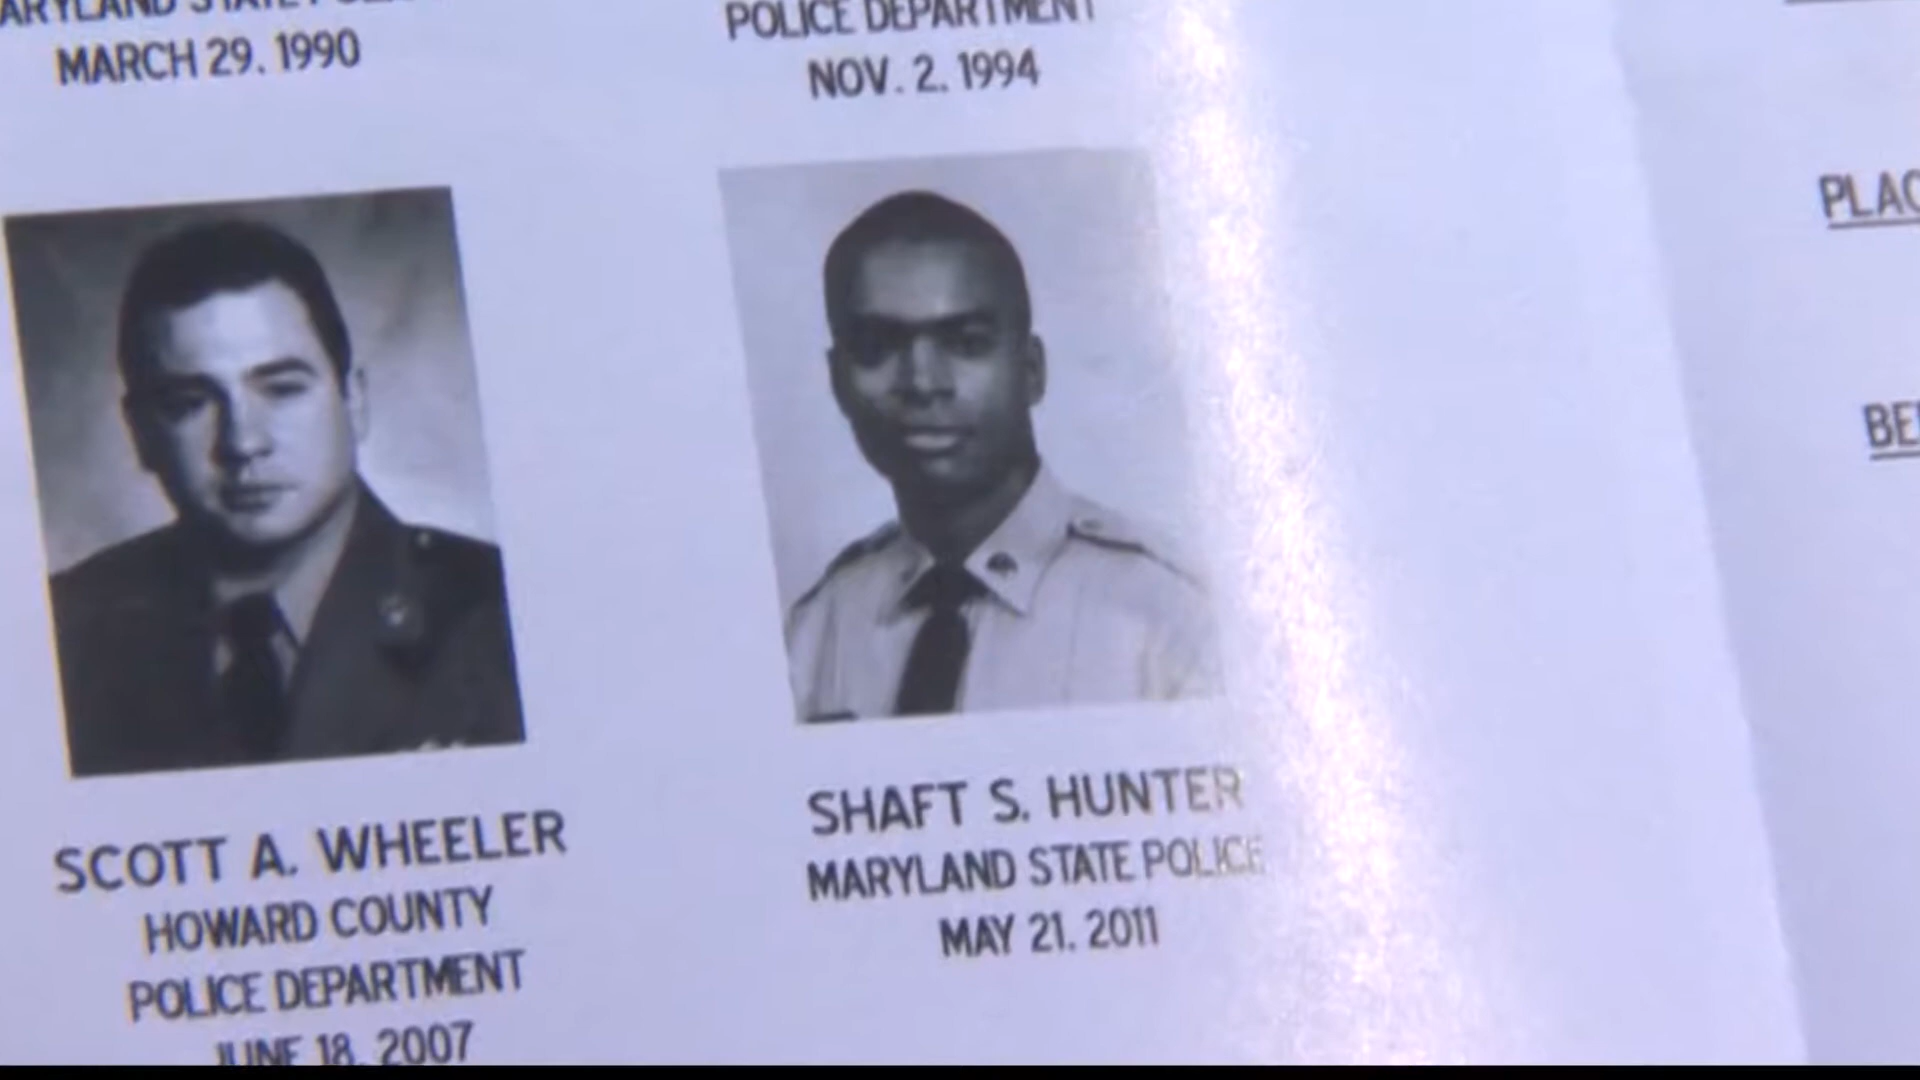 MARCH 29, 1990
POLICE DEPARTMENT
NOV. 2, 1994
SCOTT A. WHEELER
HOWARD COUNTY
POLICE DEPARTMENT
JUNE 18, 2007
SHAFT S. HUNTER
MARYLAND STATE POLICE
MAY 21, 2011